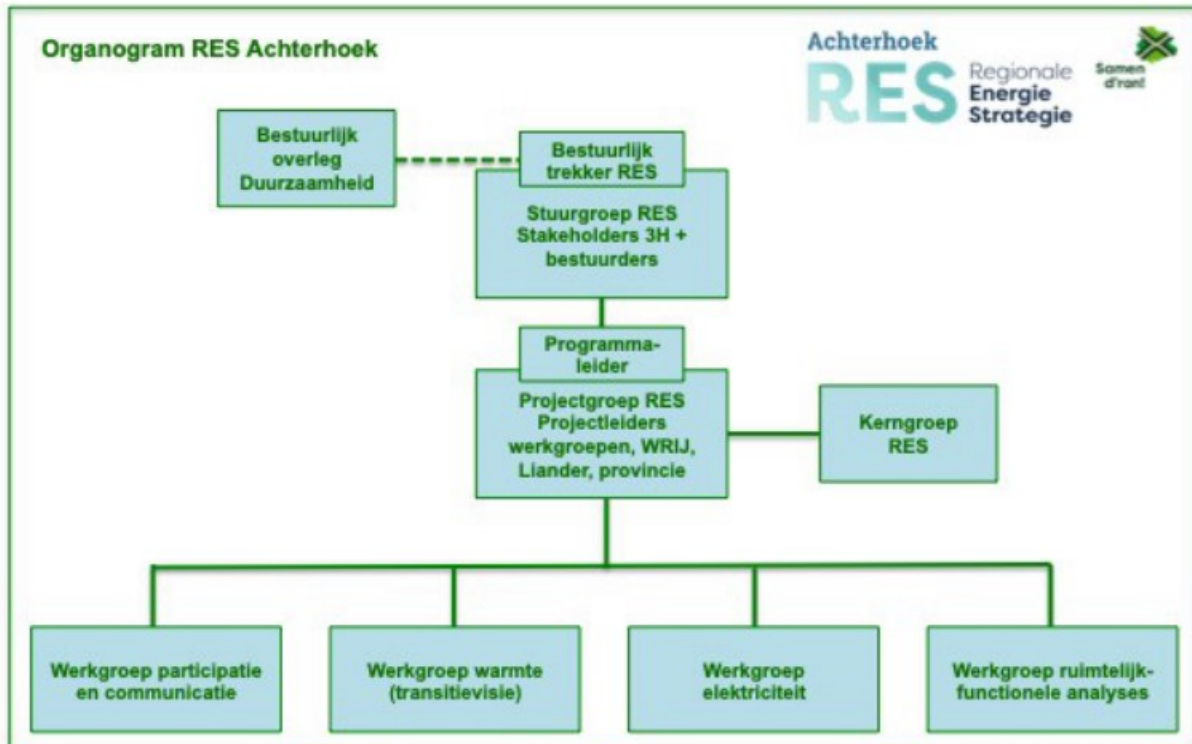 Organogram RES Achterhoek
Achterhoek
RES
Regionale
Energie
Strategie
Samen
d'ran!
Bestuurlijk
overleg
Duurzaamheid
Bestuurlijk
trekker RES
Stuurgroep RES
Stakeholders 3H +
bestuurders
Programma-
leider
Projectgroep RES
Projectleiders
werkgroepen, WRIJ,
Liander, provincie
Kerngroep
RES
Werkgroep participatie
en communicatie
Werkgroep warmte
(transitievisie)
Werkgroep
elektriciteit
Werkgroep ruimtelijk-
functionele analyses